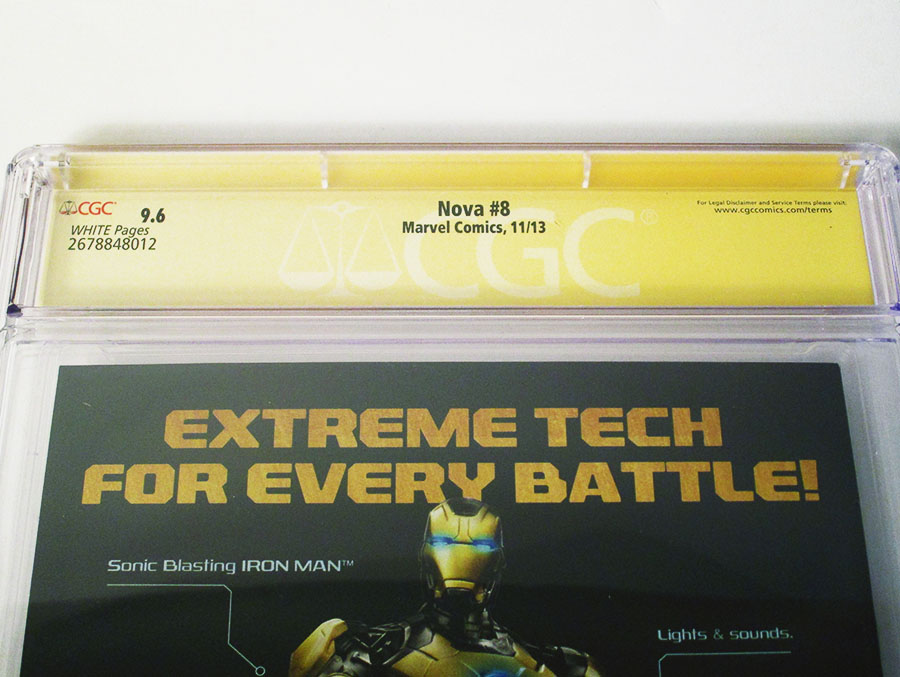 CGC 9.6
WHITE Pages
2678848012
Nova #8
Marvel Comics, 11/13
For Legal Disclaimer and Service Terms please visit:
www.cgccomics.com/terms
CGC®
EXTREME TECH
FOR EVERY BATTLE!
Sonic Blasting IRON MAN™
Lights & sounds.